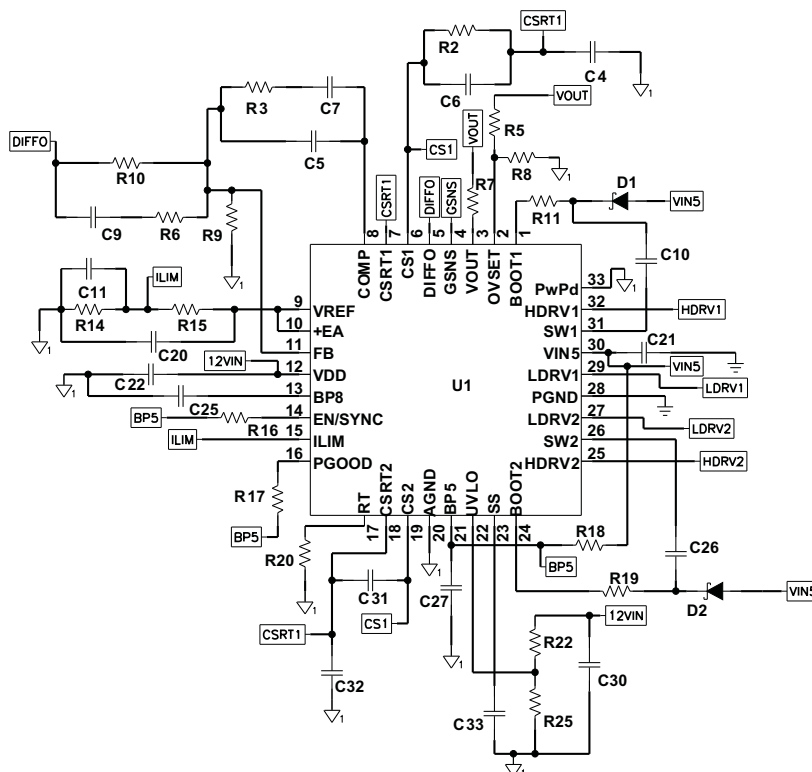 CSRT1
R2
C4
C6
VOUT
R3
C7
VOUT
R5
C5
DIFFO
CS1
R10
R8
CSRT1
DIFFO
GSNS
R7
D1
VIN5
C9
R6
R9
R11
8 7 6 5 4 3 2 1
C10
COMP
CSRT1
CS1
DIFFO
GSNS
VOUT
OVSET
BOOT1
1
ILIM
C11
R14
R15
C20
12VIN
C22
C25
BP5
R16
ILIM
R17
BP5
9 VREF
10 +EA
11 FB
12 VDD
13 BP8
14 EN/SYNC
15 ILIM
16 PGOOD
U1
PwPd 33
HDRV1 32
SW1 31
VIN5 30
LDRV1 29
PGND 28
LDRV2 27
SW2 26
HDRV2 25
HDRV1
C21
VIN5
LDRV1
LDRV2
HDRV2
RT
CSRT2
CS2
AGND
BP5
UVLO
SS
BOOT2
17 18 19 20 21 22 23 24
R20
R18
BP5
C26
C31
C27
R19
D2
VIN5
CSRT1
CS1
12VIN
R22
C30
C32
C33
R25
1